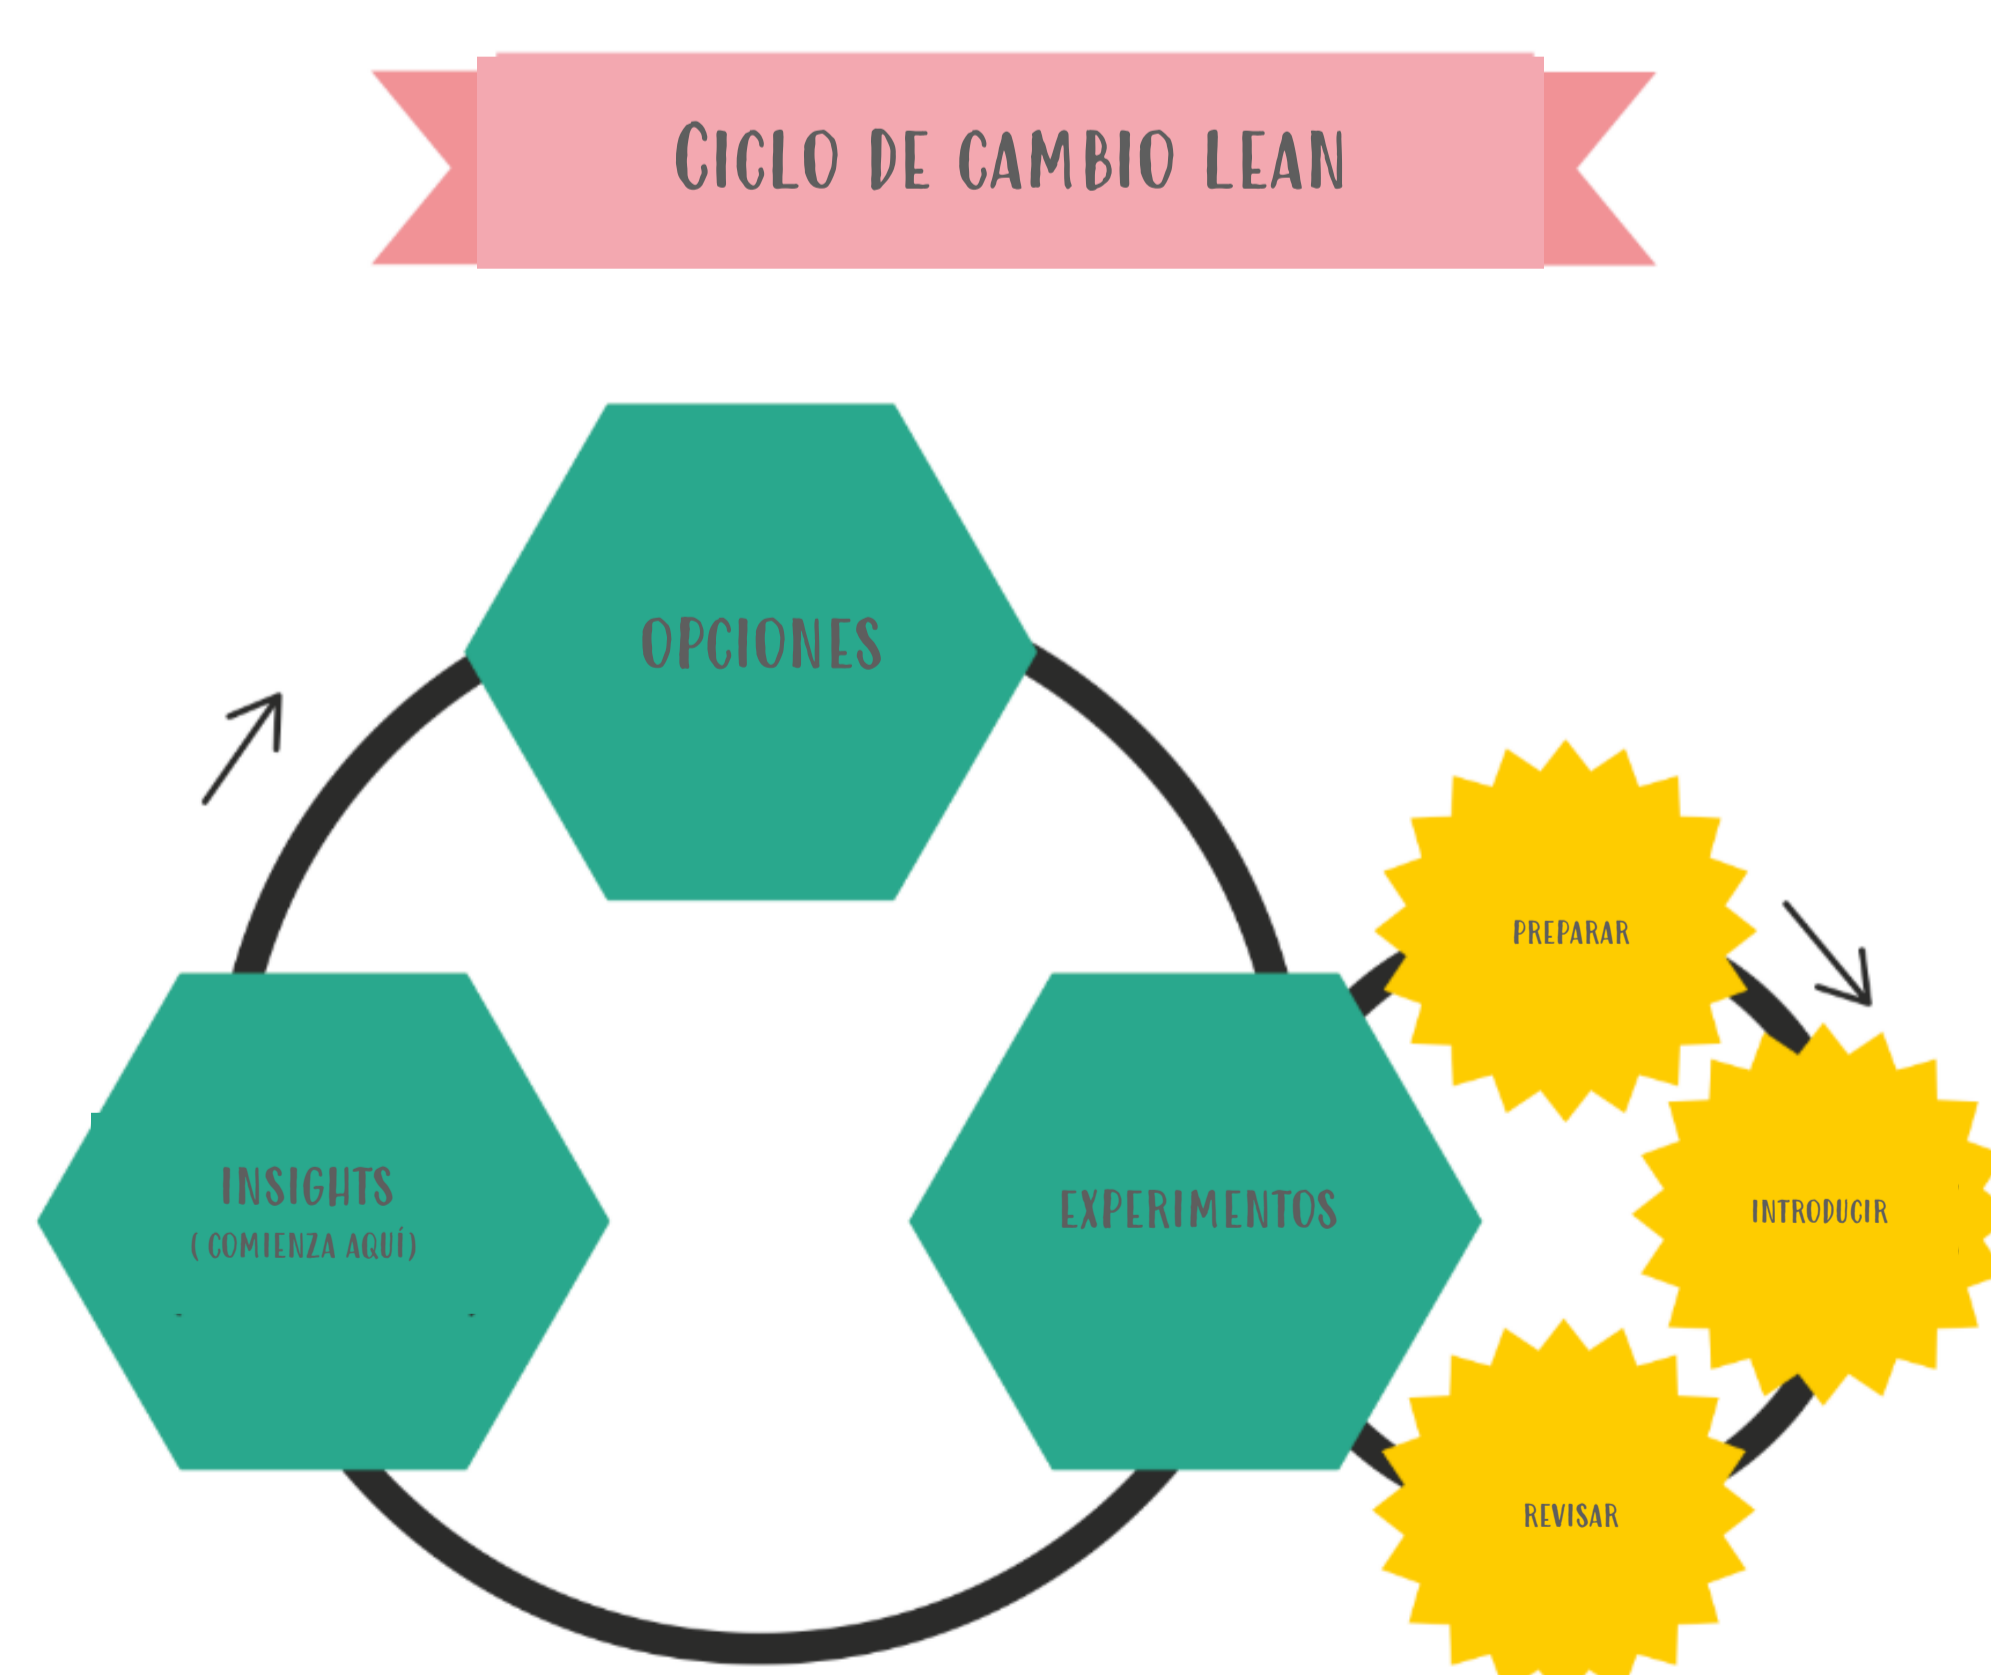 CICLO DE CAMBIO LEAN
OPCIONES
PREPARAR
INSIGHTS
( COMIENZA AQUÍ)
EXPERIMENTOS
INTRODUCIR
REVISAR